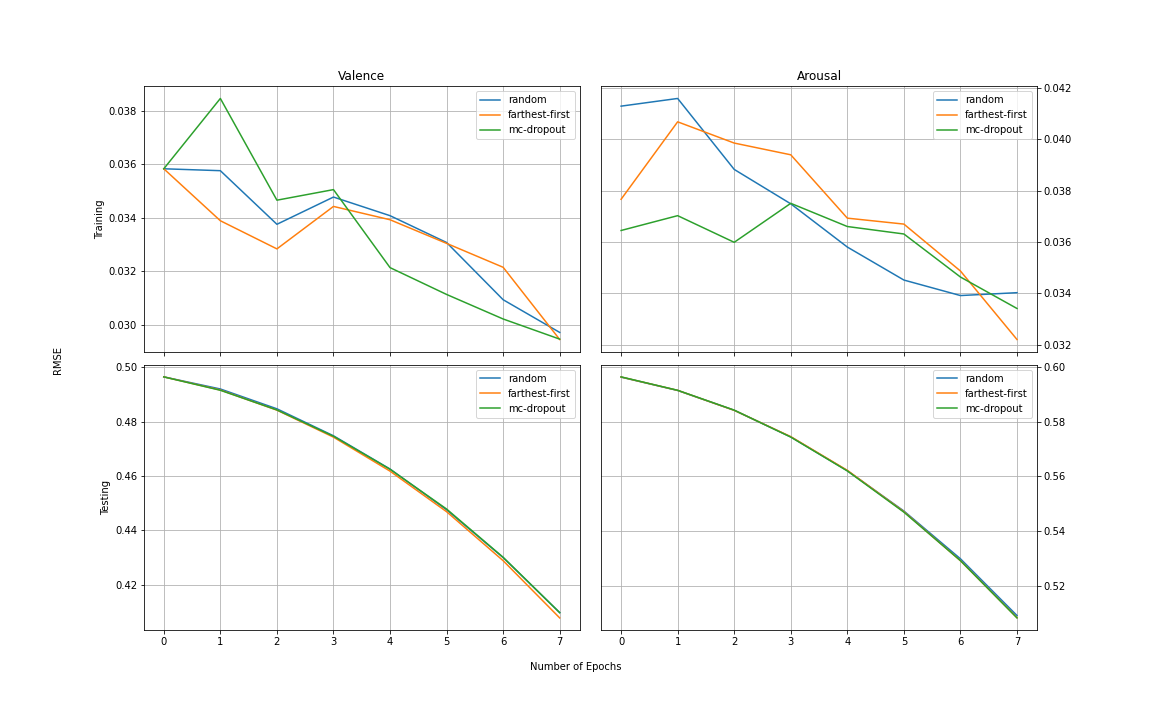 Valence
Arousal
0.038
0.036
0.034
0.032
0.030
Training
random
farthest-first
mc-dropout
random
farthest-first
mc-dropout
0.042
0.040
0.038
0.036
0.034
0.032
RMSE
0.50
0.48
0.46
0.44
0.42
Testing
random
farthest-first
mc-dropout
random
farthest-first
mc-dropout
0.60
0.58
0.56
0.54
0.52
0 1 2 3 4 5 6 7
0 1 2 3 4 5 6 7
Number of Epochs